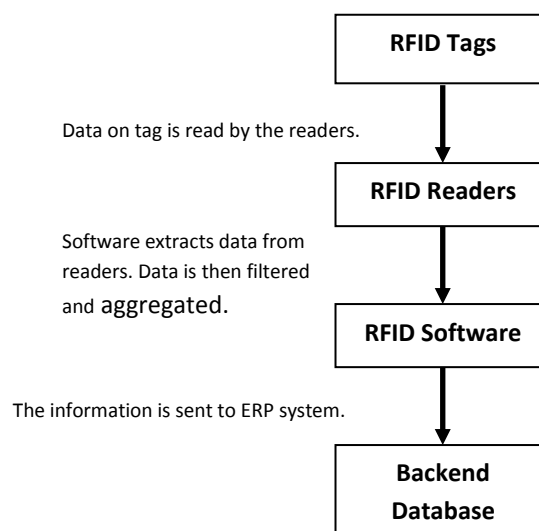 RFID Tags
Data on tag is read by the readers.
RFID Readers
Software extracts data from
readers. Data is then filtered
and aggregated.
RFID Software
The information is sent to ERP system.
Backend
Database